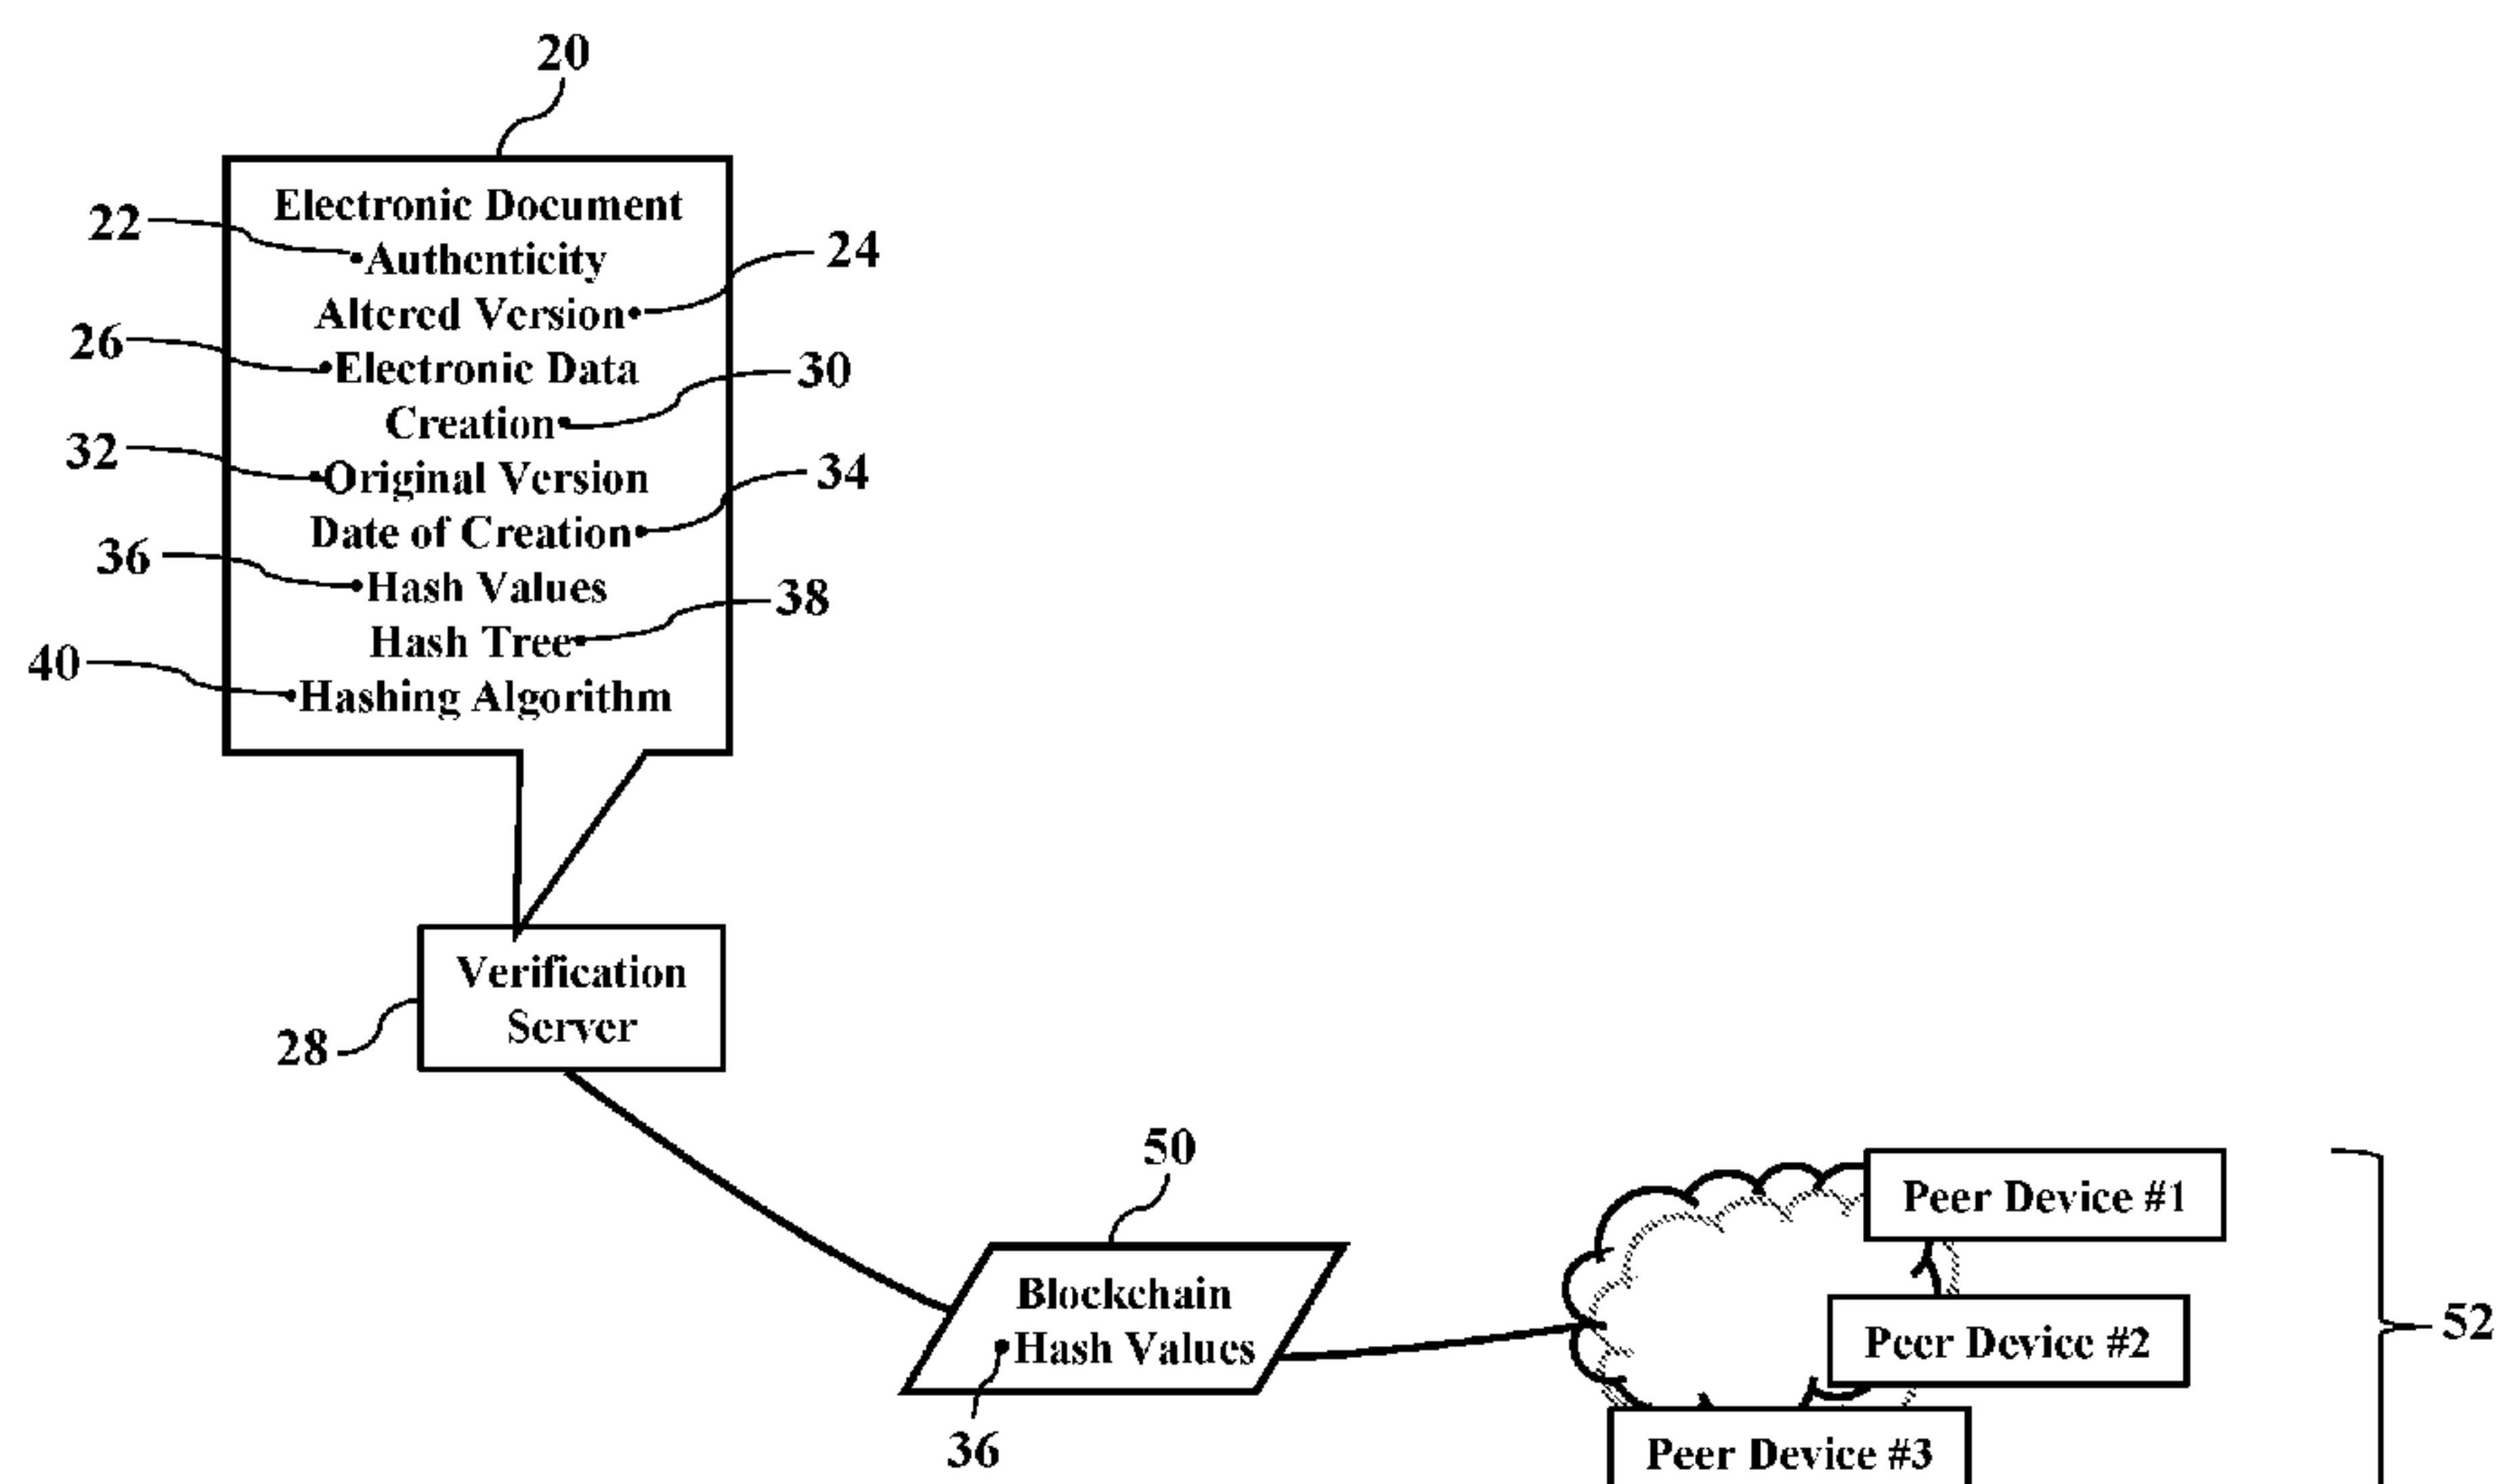 20
Electronic Document
22
•Authenticity
24
Altered Version•
26
•Electronic Data
30
Creation•
32
•Original Version
34
Date of Creation•
36
•Hash Values
38
Hash Tree•
40
•Hashing Algorithm
Verification
Server
28
50
Blockchain
•Hash Values
36
Peer Device #1
Peer Device #2
52
Peer Device #3